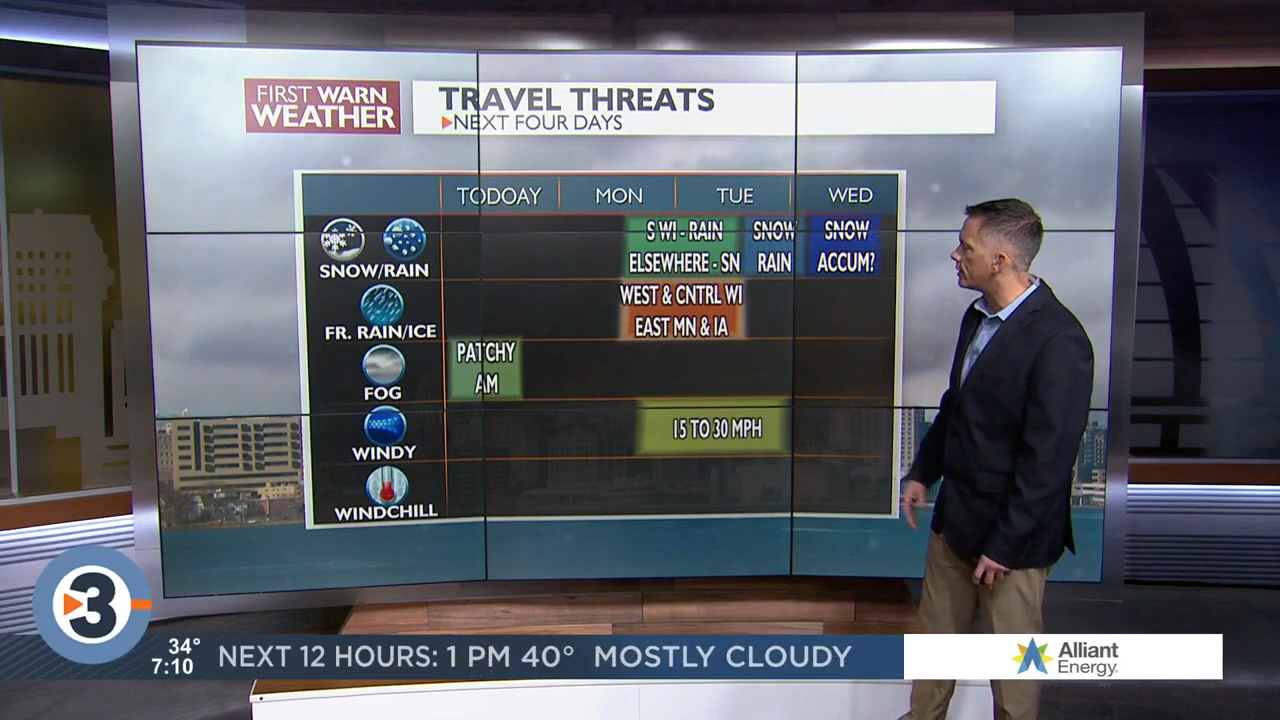 FIRST WARN
WEATHER
TRAVEL THREATS
NEXT FOUR DAYS
TODOAY MON TUE WED
SNOW/RAIN
S WI - RAIN
ELSEWHERE - SN
SNOW
RAIN
SNOW
ACCUM?
FR. RAIN/ICE
WEST & CNTRL WI
EAST MN & IA
FOG
PATCHY
AM
WINDY
15 TO 30 MPH
WINDCHILL
3
34°
7:10
NEXT 12 HOURS: 1 PM 40° MOSTLY CLOUDY
Alliant
Energy.